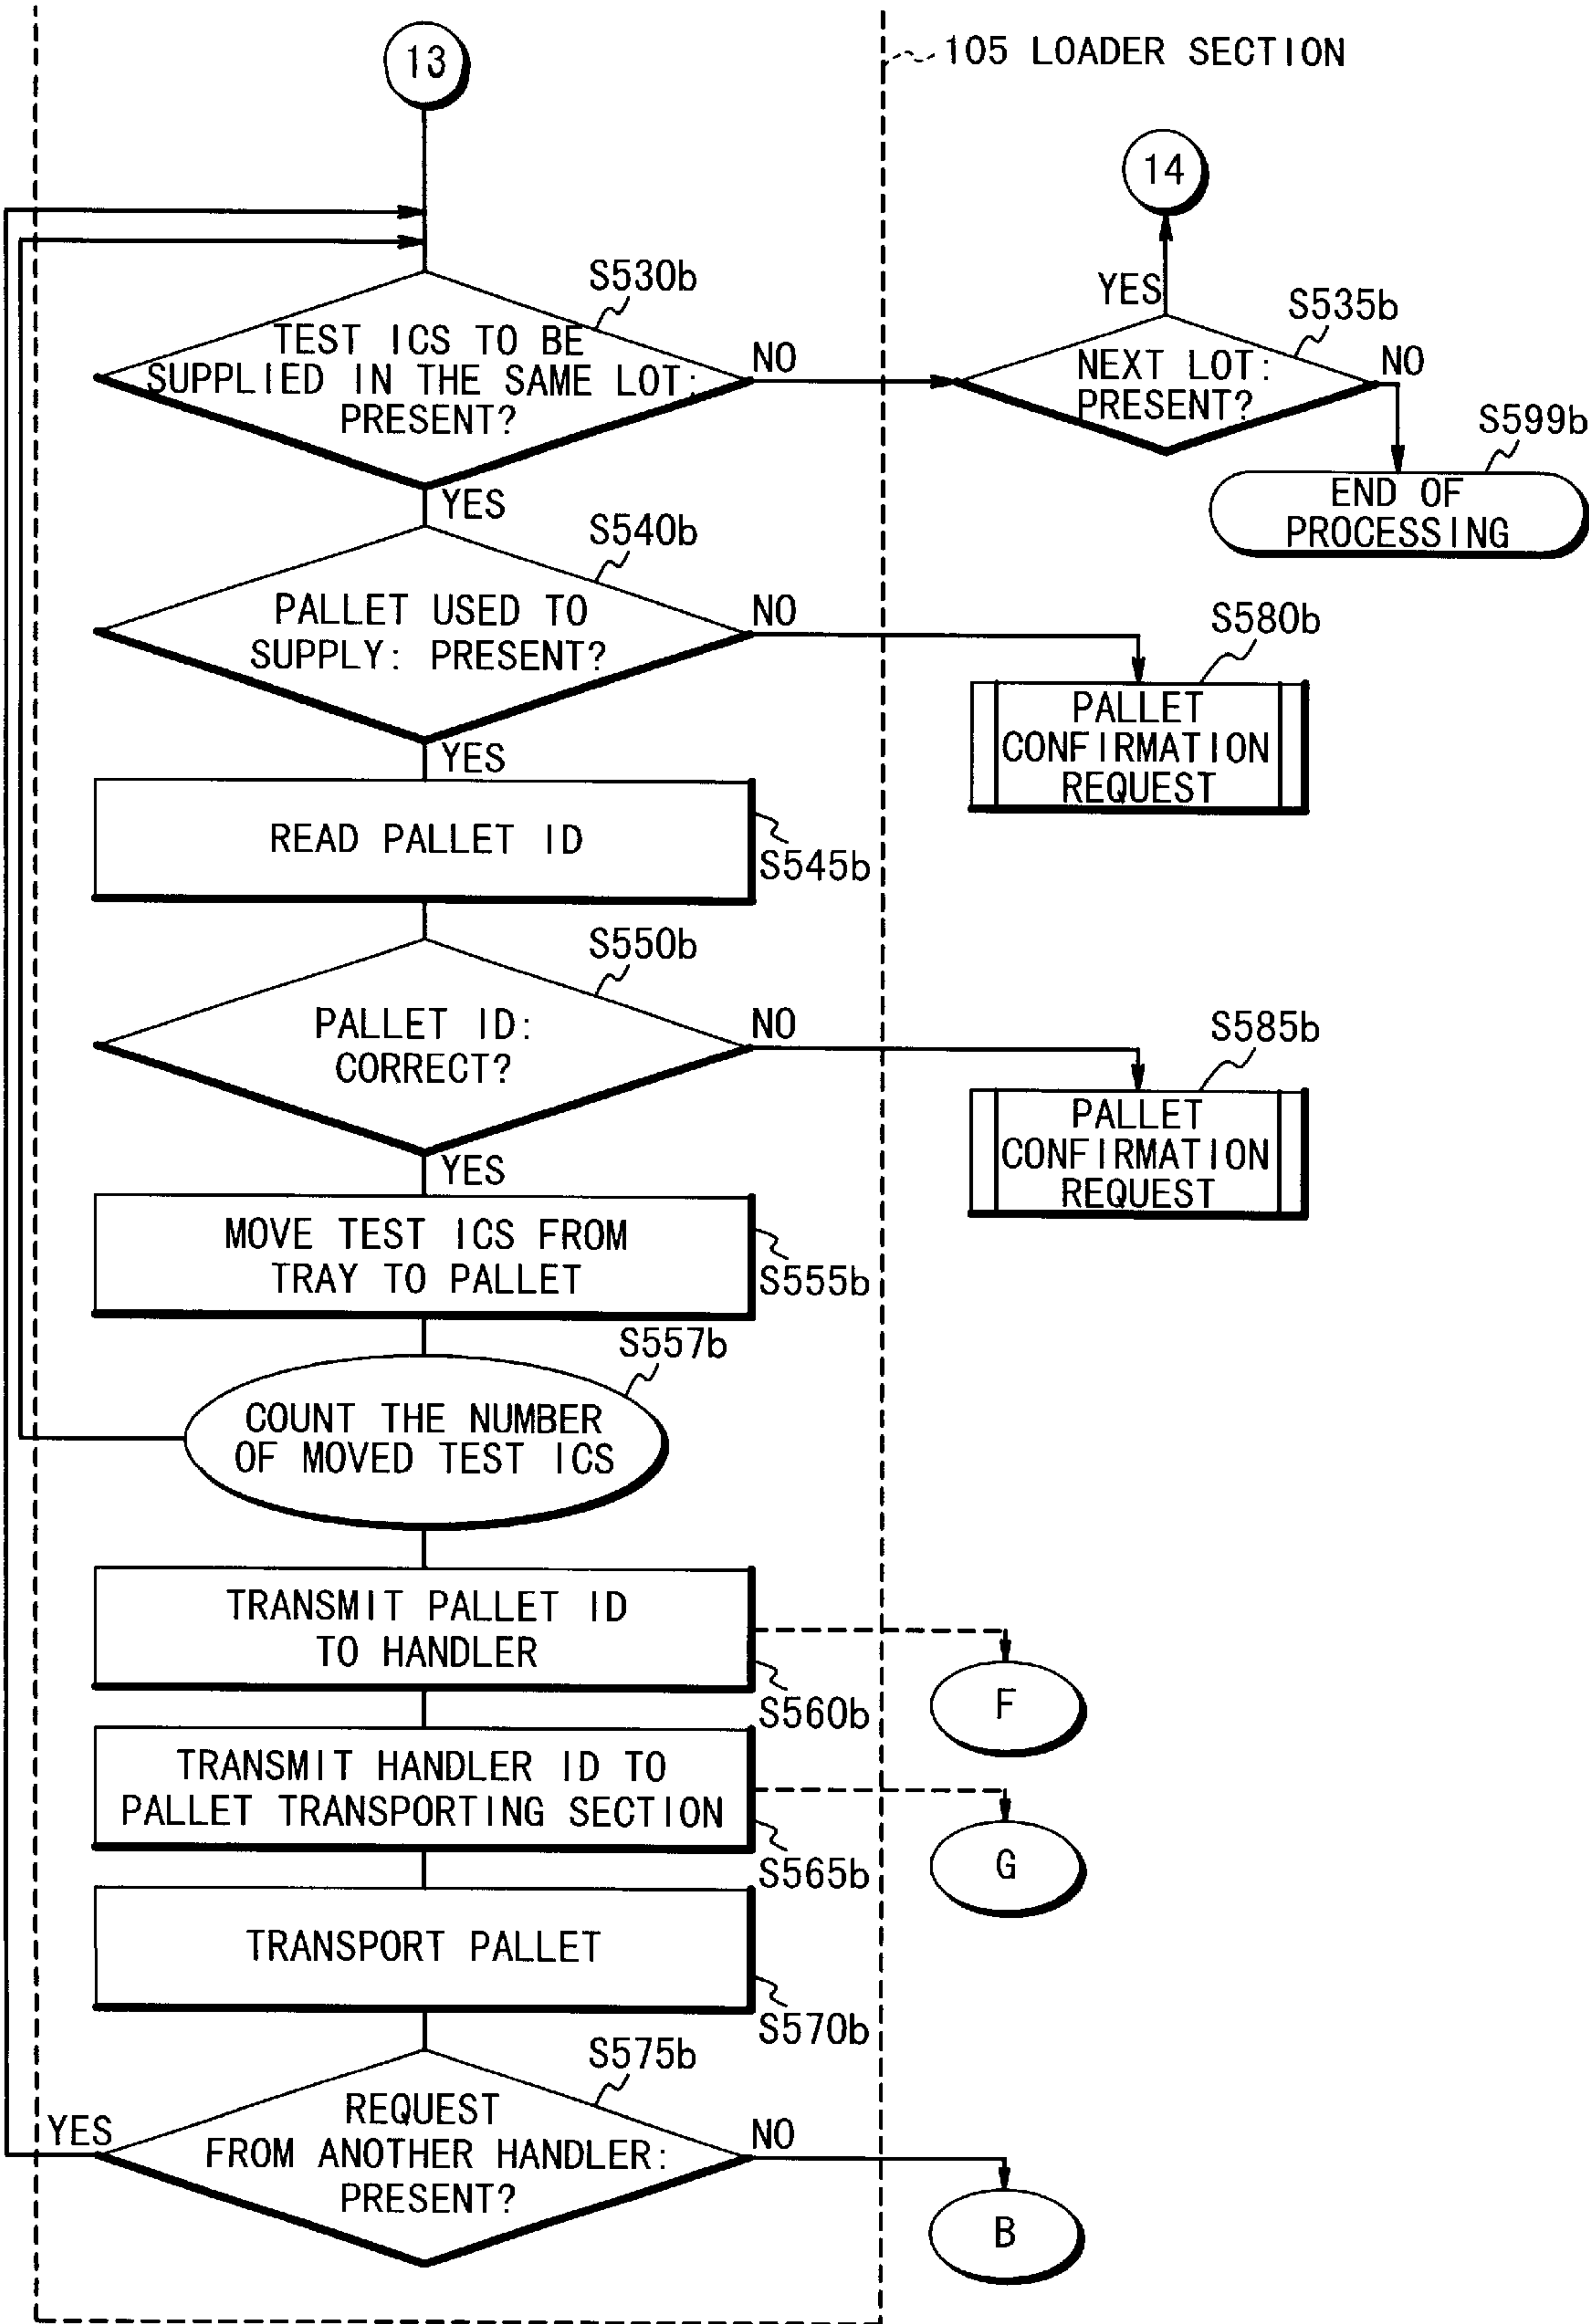 13
105 LOADER SECTION
14
YES
S530b
TEST ICS TO BE
SUPPLIED IN THE SAME LOT:
PRESENT?
NO
S535b
NEXT LOT:
PRESENT?
NO
S599b
END OF
PROCESSING
YES
S540b
PALLET USED TO
SUPPLY: PRESENT?
NO
S580b
PALLET
CONFIRMATION
REQUEST
YES
READ PALLET ID
S545b
S550b
PALLET ID:
CORRECT?
NO
S585b
PALLET
CONFIRMATION
REQUEST
YES
MOVE TEST ICS FROM
TRAY TO PALLET
S555b
S557b
COUNT THE NUMBER
OF MOVED TEST ICS
TRANSMIT PALLET ID
TO HANDLER
S560b
F
TRANSMIT HANDLER ID TO
PALLET TRANSPORTING SECTION
S565b
G
TRANSPORT PALLET
S570b
S575b
REQUEST
FROM ANOTHER HANDLER:
PRESENT?
YES
NO
B